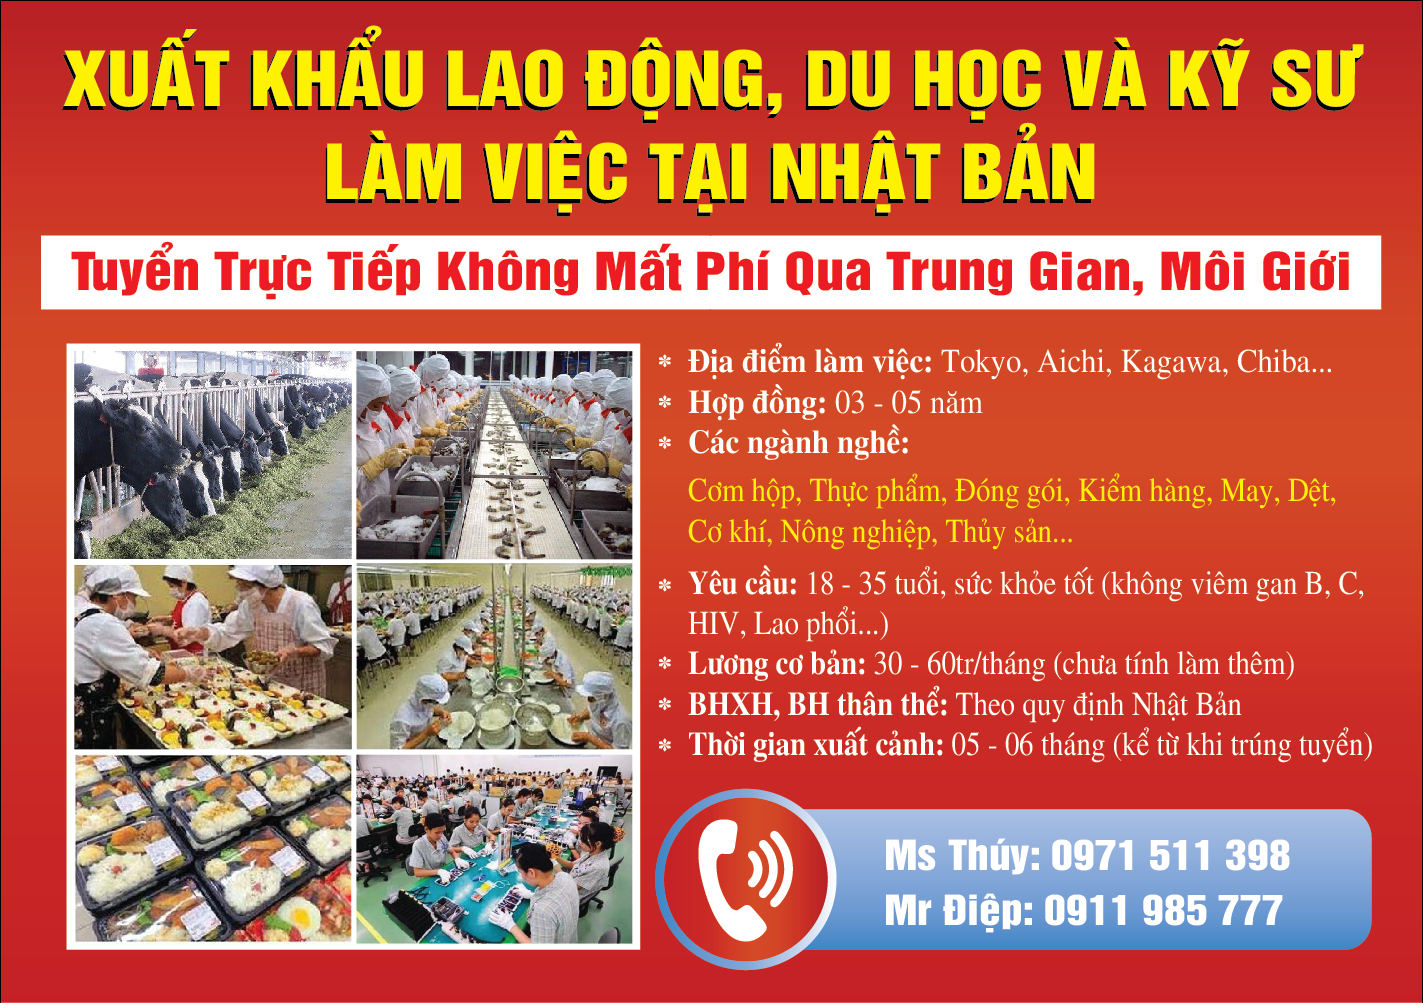 XUẤT KHẨU LAO ĐỘNG, DU HỌC VÀ KỸ SƯ
LÀM VIỆC TẠI NHẬT BẢN
Tuyển Trực Tiếp Không Mất Phí Qua Trung Gian, Môi Giới
* Địa điểm làm việc: Tokyo, Aichi, Kagawa, Chiba...
* Hợp đồng: 03 - 05 năm
* Các ngành nghề:
Cơm hộp, Thực phẩm, Đóng gói, Kiểm hàng, May, Dệt,
Cơ khí, Nông nghiệp, Thủy sản...
* Yêu cầu: 18 - 35 tuổi, sức khỏe tốt (không viêm gan B, C,
HIV, Lao phổi...)
* Lương cơ bản: 30 - 60tr/tháng (chưa tính làm thêm)
* BHXH, BH thân thể: Theo quy định Nhật Bản
* Thời gian xuất cảnh: 05 - 06 tháng (kể từ khi trúng tuyển)
Ms Thúy: 0971 511 398
Mr Điệp: 0911 985 777